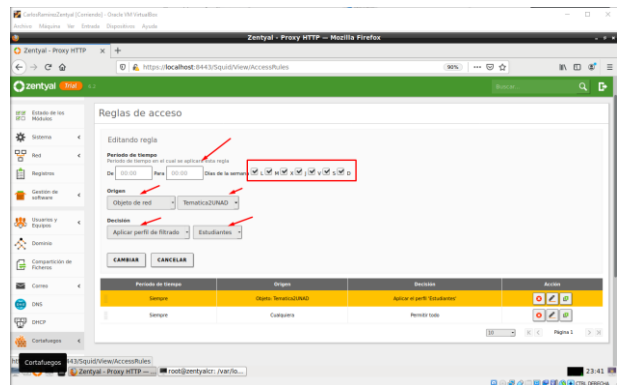 CarlosRamirezZentyal [Corriendo] - Oracle VM VirtualBox
Archivo Máquina Ver Entrada Dispositivos Ayuda
Zentyal - Proxy HTTP — Mozilla Firefox
Zentyal - Proxy HTTP × +
https://localhost:8443/Squid/View/AccessRules 90%
zentyal Trial Buscar...
Estado de los Módulos
Sistema
Red
Registros
Gestión de software
Usuarios y Equipos
Dominio
Compartición de Ficheros
Correo
DNS
DHCP
Cortafuegos
Reglas de acceso
Editando regla
Periodo de tiempo
Periodo de tiempo en el cual se aplicará esta regla
De 00:00 Para 00:00 Días de la semana L M X J V S D
Origen
Objeto de red Tematica2UNAD
Decisión
Aplicar perfil de filtrado Estudiantes
CAMBIAR CANCELAR
Periodo de tiempo Origen Decisión Acción
Siempre Objeto: Tematica2UNAD Aplicar el perfil 'Estudiantes'
Siempre Cualquiera Permitir todo
10 Página 1
Cortafuegos 443/Squid/View/AccessRules
Zentyal - Proxy HTTP — ... root@zentyalcr: /var/lo... 23:41
CTRL DERECHA